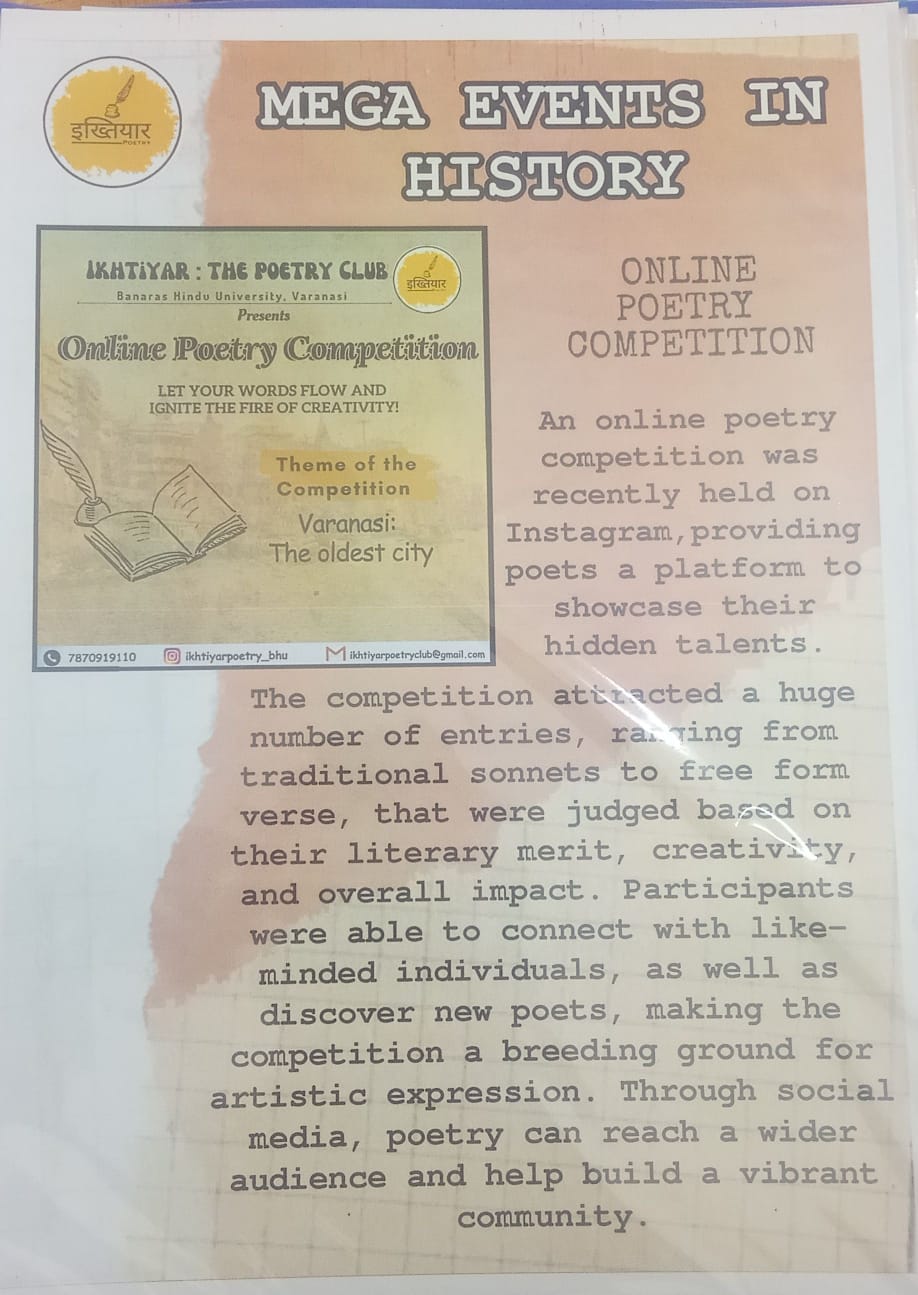 इख्तियार
POETRY
MEGA EVENTS IN
HISTORY
IKHTIYAR : THE POETRY CLUB
Banaras Hindu University, Varanasi
Presents
इख्तियार
Online Poetry Competition
LET YOUR WORDS FLOW AND
IGNITE THE FIRE OF CREATIVITY!
Theme of the
Competition
Varanasi:
The oldest city
7870919110 ikhtiyarpoetry_bhu ikhtiyarpoetryclub@gmail.com
ONLINE
POETRY
COMPETITION
An online poetry
competition was
recently held on
Instagram,providing
poets a platform to
showcase their
hidden talents.
The competition attracted a huge
number of entries, ranging from
traditional sonnets to free form
verse, that were judged based on
their literary merit, creativity,
and overall impact. Participants
were able to connect with like-
minded individuals, as well as
discover new poets, making the
competition a breeding ground for
artistic expression. Through social
media, poetry can reach a wider
audience and help build a vibrant
community.